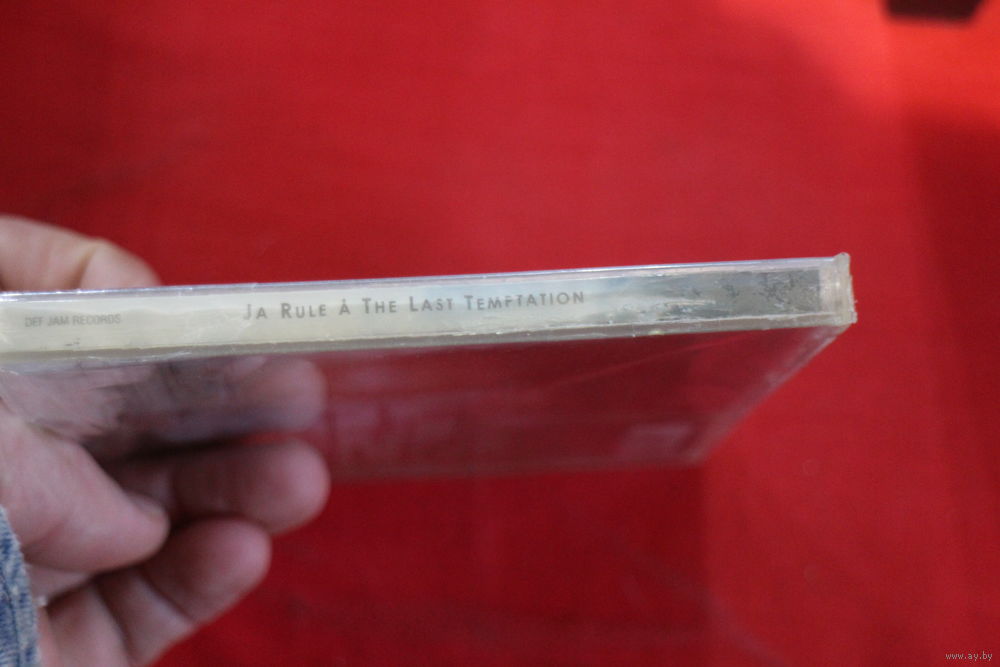 DEF JAM RECORDS
JA RULE Å THE LAST TEMPTATION
www.ay.by